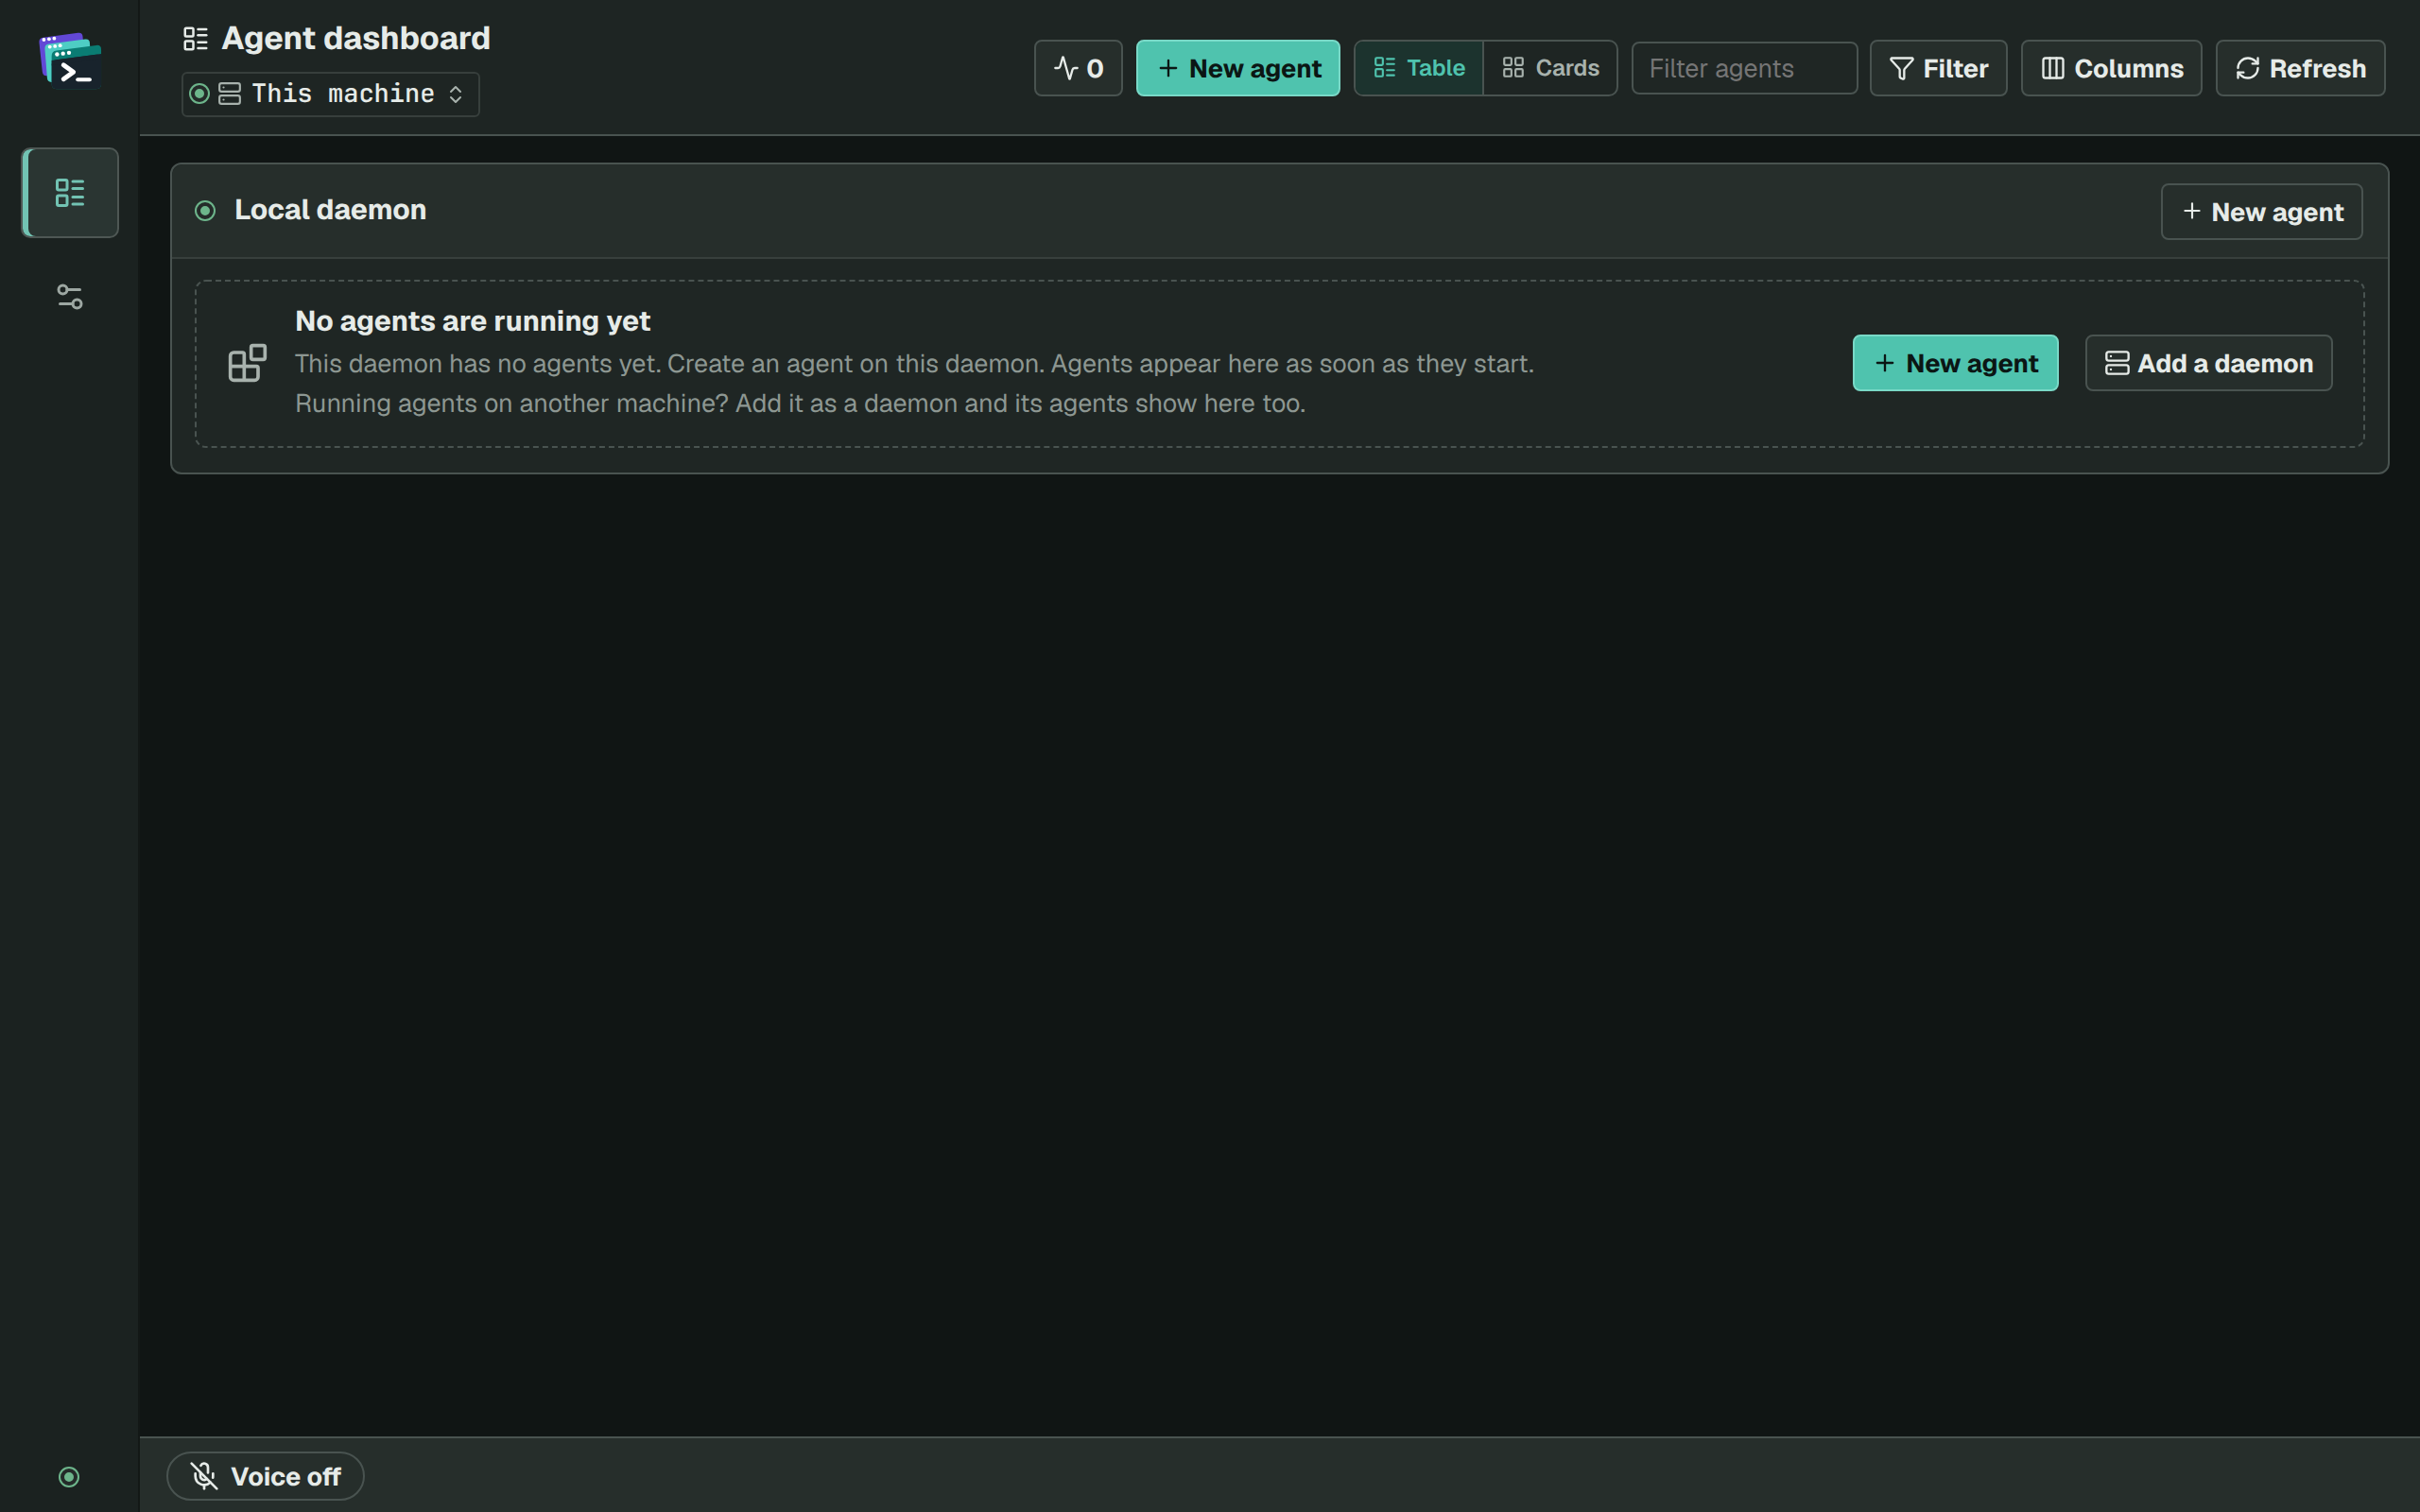 Agent dashboard
This machine
0
New agent
Table
Cards
Filter agents
Filter
Columns
Refresh
Local daemon
New agent
No agents are running yet
This daemon has no agents yet. Create an agent on this daemon. Agents appear here as soon as they start.
Running agents on another machine? Add it as a daemon and its agents show here too.
New agent
Add a daemon
Voice off